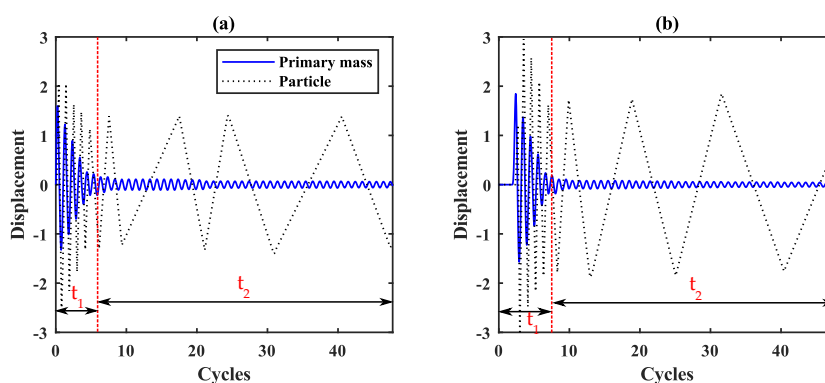 (a)
(b)
3
2
1
0
-1
-2
-3
Displacement
Primary mass
Particle
t1
t2
0
10
20
30
40
Cycles
3
2
1
0
-1
-2
-3
Displacement
t1
t2
0
10
20
30
40
Cycles